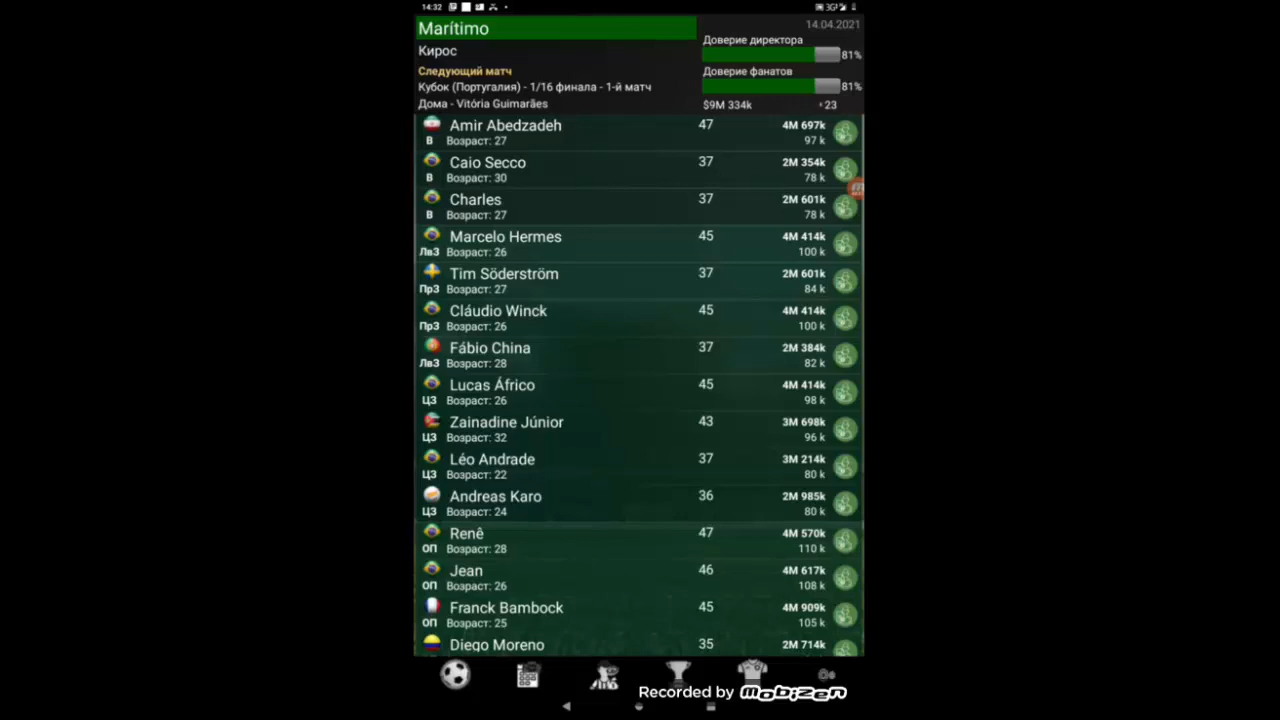 14:32
3G
Marítimo
14.04.2021
Кирос
Доверие директора
81%
Следующий матч
Доверие фанатов
81%
Кубок (Португалия) - 1/16 финала - 1-й матч
Дома - Vitória Guimarães
$9M 334k
23
Amir Abedzadeh 47 4M 697k
В Возраст: 27 97 k
Caio Secco 37 2M 354k
В Возраст: 30 78 k
Charles 37 2M 601k
В Возраст: 27 78 k
Marcelo Hermes 45 4M 414k
ЛвЗ Возраст: 26 100 k
Tim Söderström 37 2M 601k
ПрЗ Возраст: 27 84 k
Cláudio Winck 45 4M 414k
ПрЗ Возраст: 26 100 k
Fábio China 37 2M 384k
ЛвЗ Возраст: 28 82 k
Lucas Áfrico 45 4M 414k
ЦЗ Возраст: 26 98 k
Zainadine Júnior 43 3M 698k
ЦЗ Возраст: 32 96 k
Léo Andrade 37 3M 214k
ЦЗ Возраст: 22 80 k
Andreas Karo 36 2M 985k
ЦЗ Возраст: 24 80 k
Renê 47 4M 570k
ОП Возраст: 28 110 k
Jean 46 4M 617k
ОП Возраст: 26 108 k
Franck Bambock 45 4M 909k
ОП Возраст: 25 105 k
Diego Moreno 35 2M 714k
Recorded by Mobizen